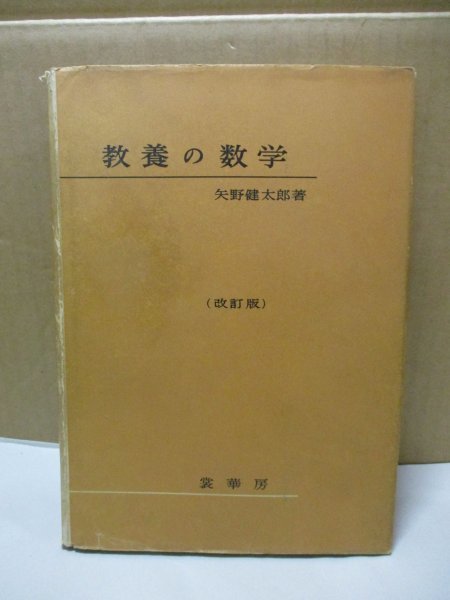 教養の数学
矢野健太郎著
(改訂版)
裳華房